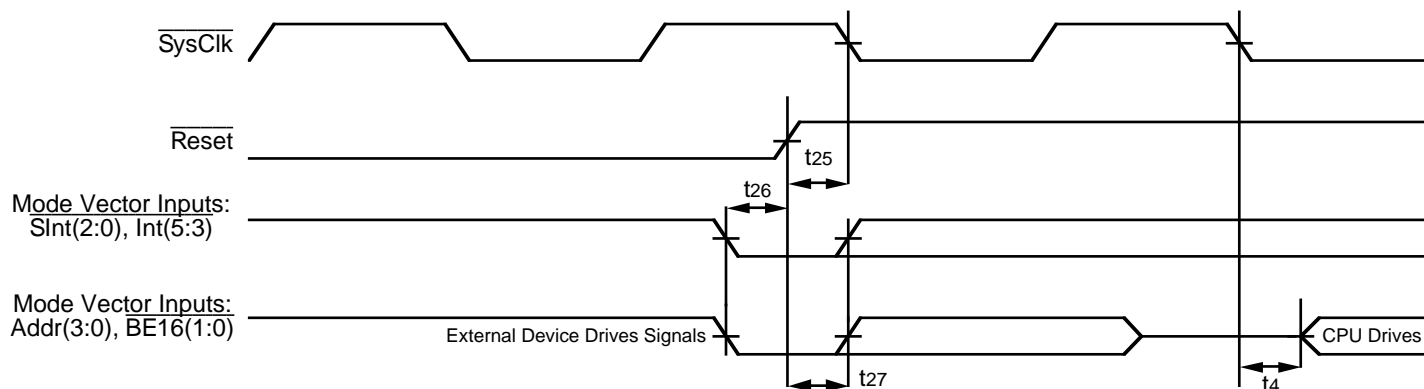 SysClk
Reset
t25
t26
Mode Vector Inputs:
SInt(2:0), Int(5:3)
Mode Vector Inputs:
Addr(3:0), BE16(1:0)
External Device Drives Signals
CPU Drives
t27
t4